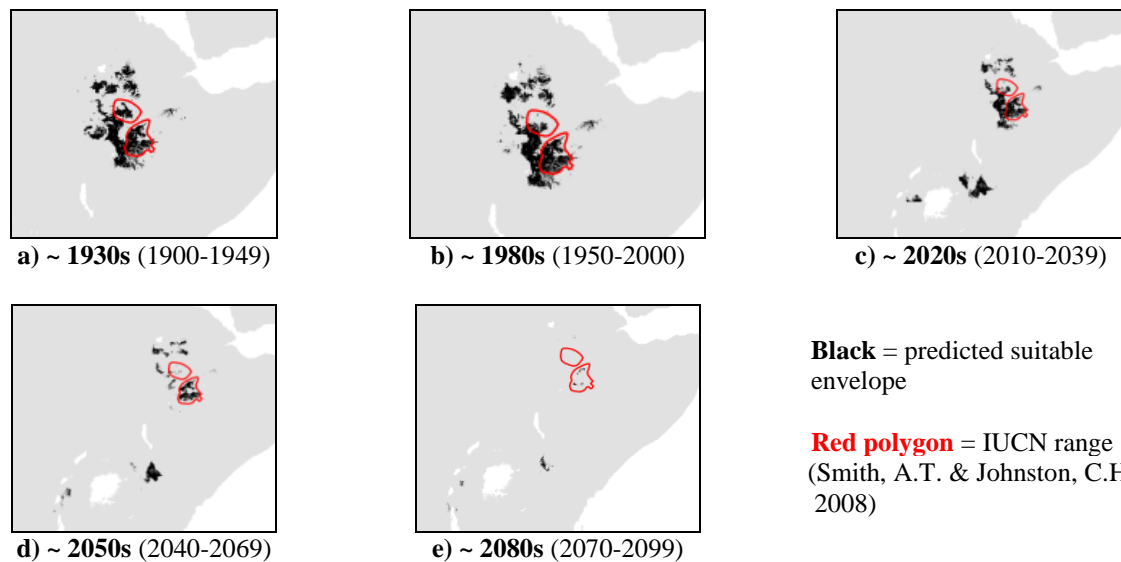 a) ~ 1930s (1900-1949)
b) ~ 1980s (1950-2000)
c) ~ 2020s (2010-2039)
d) ~ 2050s (2040-2069)
e) ~ 2080s (2070-2099)
Black = predicted suitable
envelope
Red polygon = IUCN range
(Smith, A.T. & Johnston, C.H
2008)